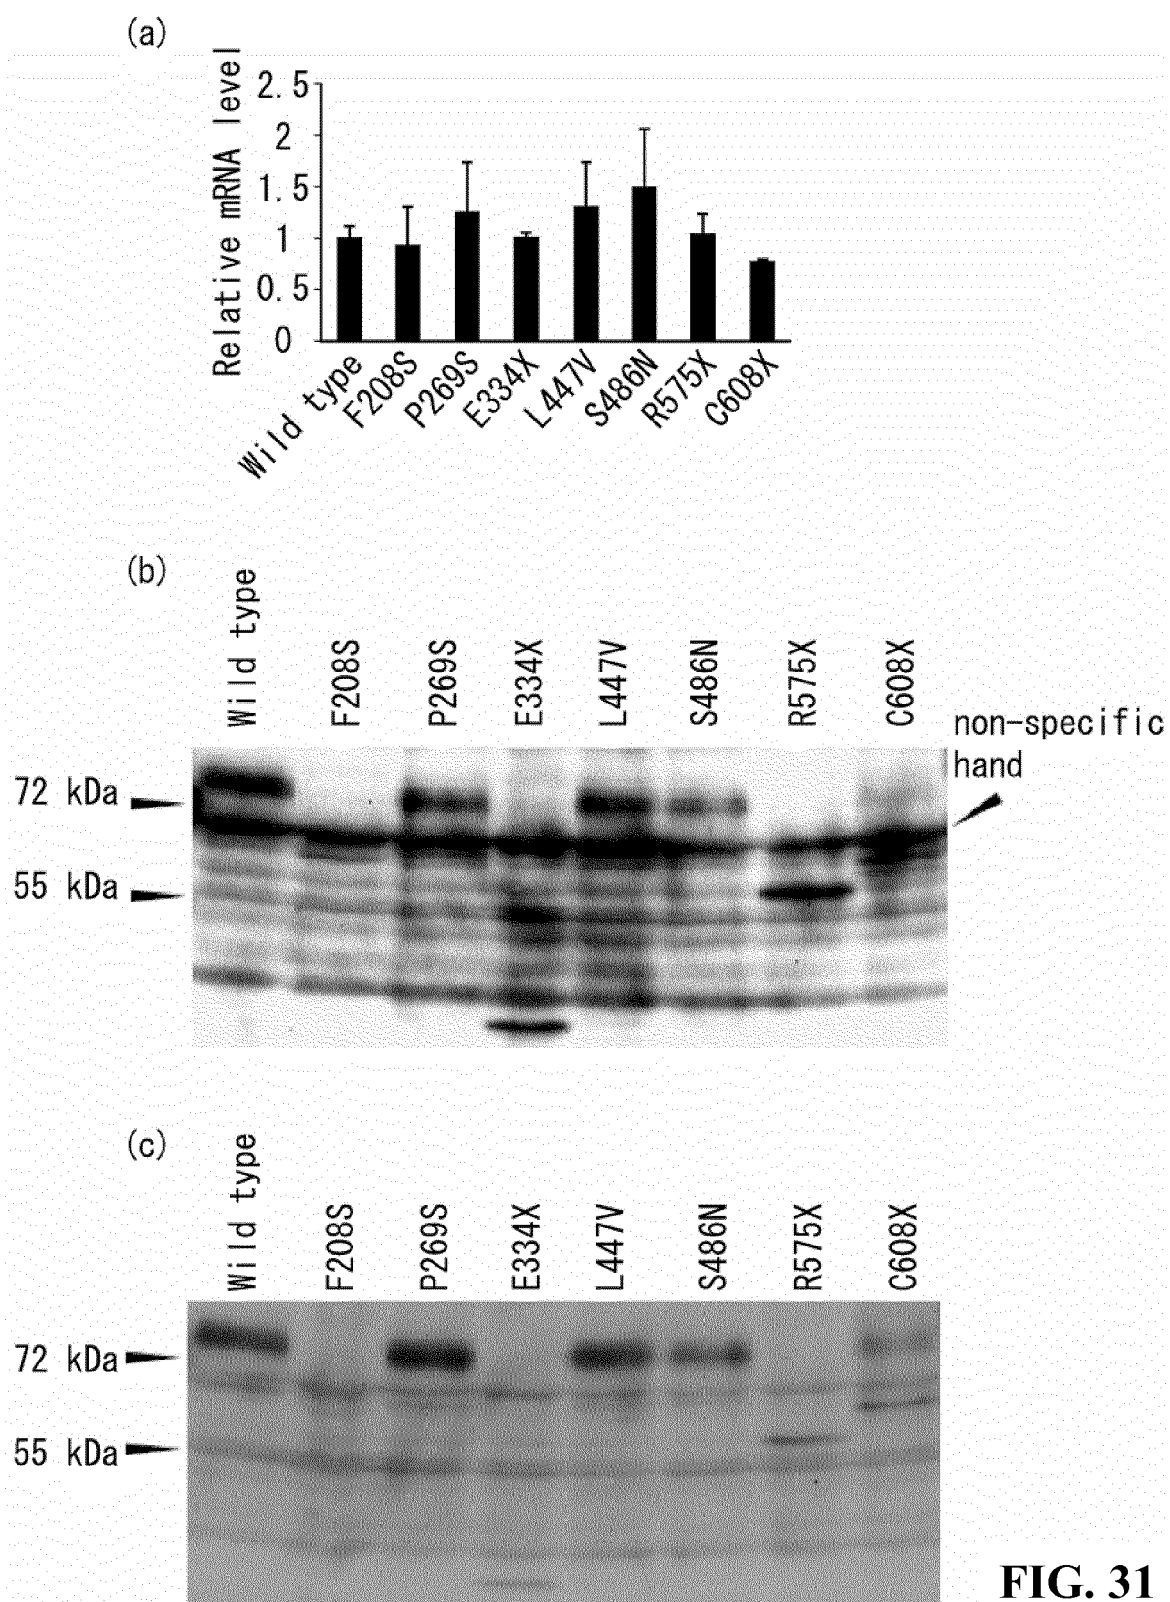 (a)
Relative mRNA level
2.5
2
1.5
1
0.5
0
Wild type
F208S
P269S
E334X
L447V
S486N
R575X
C608X
(b)
Wild type
F208S
P269S
E334X
L447V
S486N
R575X
C608X
non-specific
hand
72 kDa
55 kDa
(c)
Wild type
F208S
P269S
E334X
L447V
S486N
R575X
C608X
72 kDa
55 kDa
FIG. 31